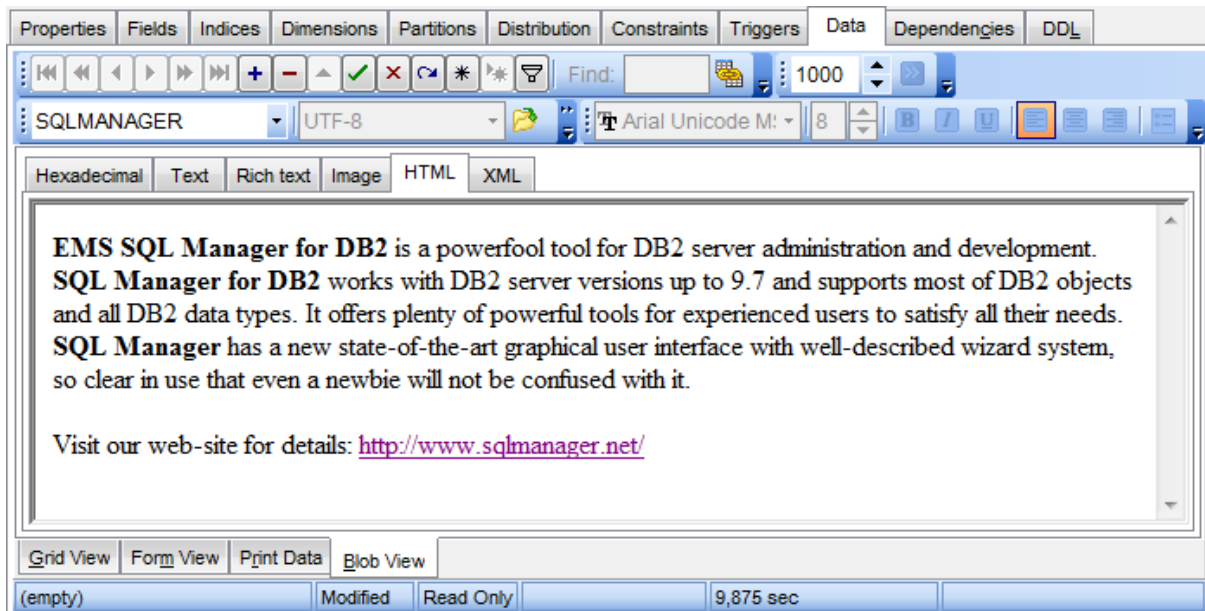 Properties Fields Indices Dimensions Partitions Distribution Constraints Triggers Data Dependencies DDL
Find: 1000
SQLMANAGER UTF-8 Arial Unicode M 8 B I U
Hexadecimal Text Rich text Image HTML XML
EMS SQL Manager for DB2 is a powerfool tool for DB2 server administration and development.
SQL Manager for DB2 works with DB2 server versions up to 9.7 and supports most of DB2 objects
and all DB2 data types. It offers plenty of powerful tools for experienced users to satisfy all their needs.
SQL Manager has a new state-of-the-art graphical user interface with well-described wizard system,
so clear in use that even a newbie will not be confused with it.
Visit our web-site for details: http://www.sqlmanager.net/
Grid View Form View Print Data Blob View
(empty) Modified Read Only 9,875 sec